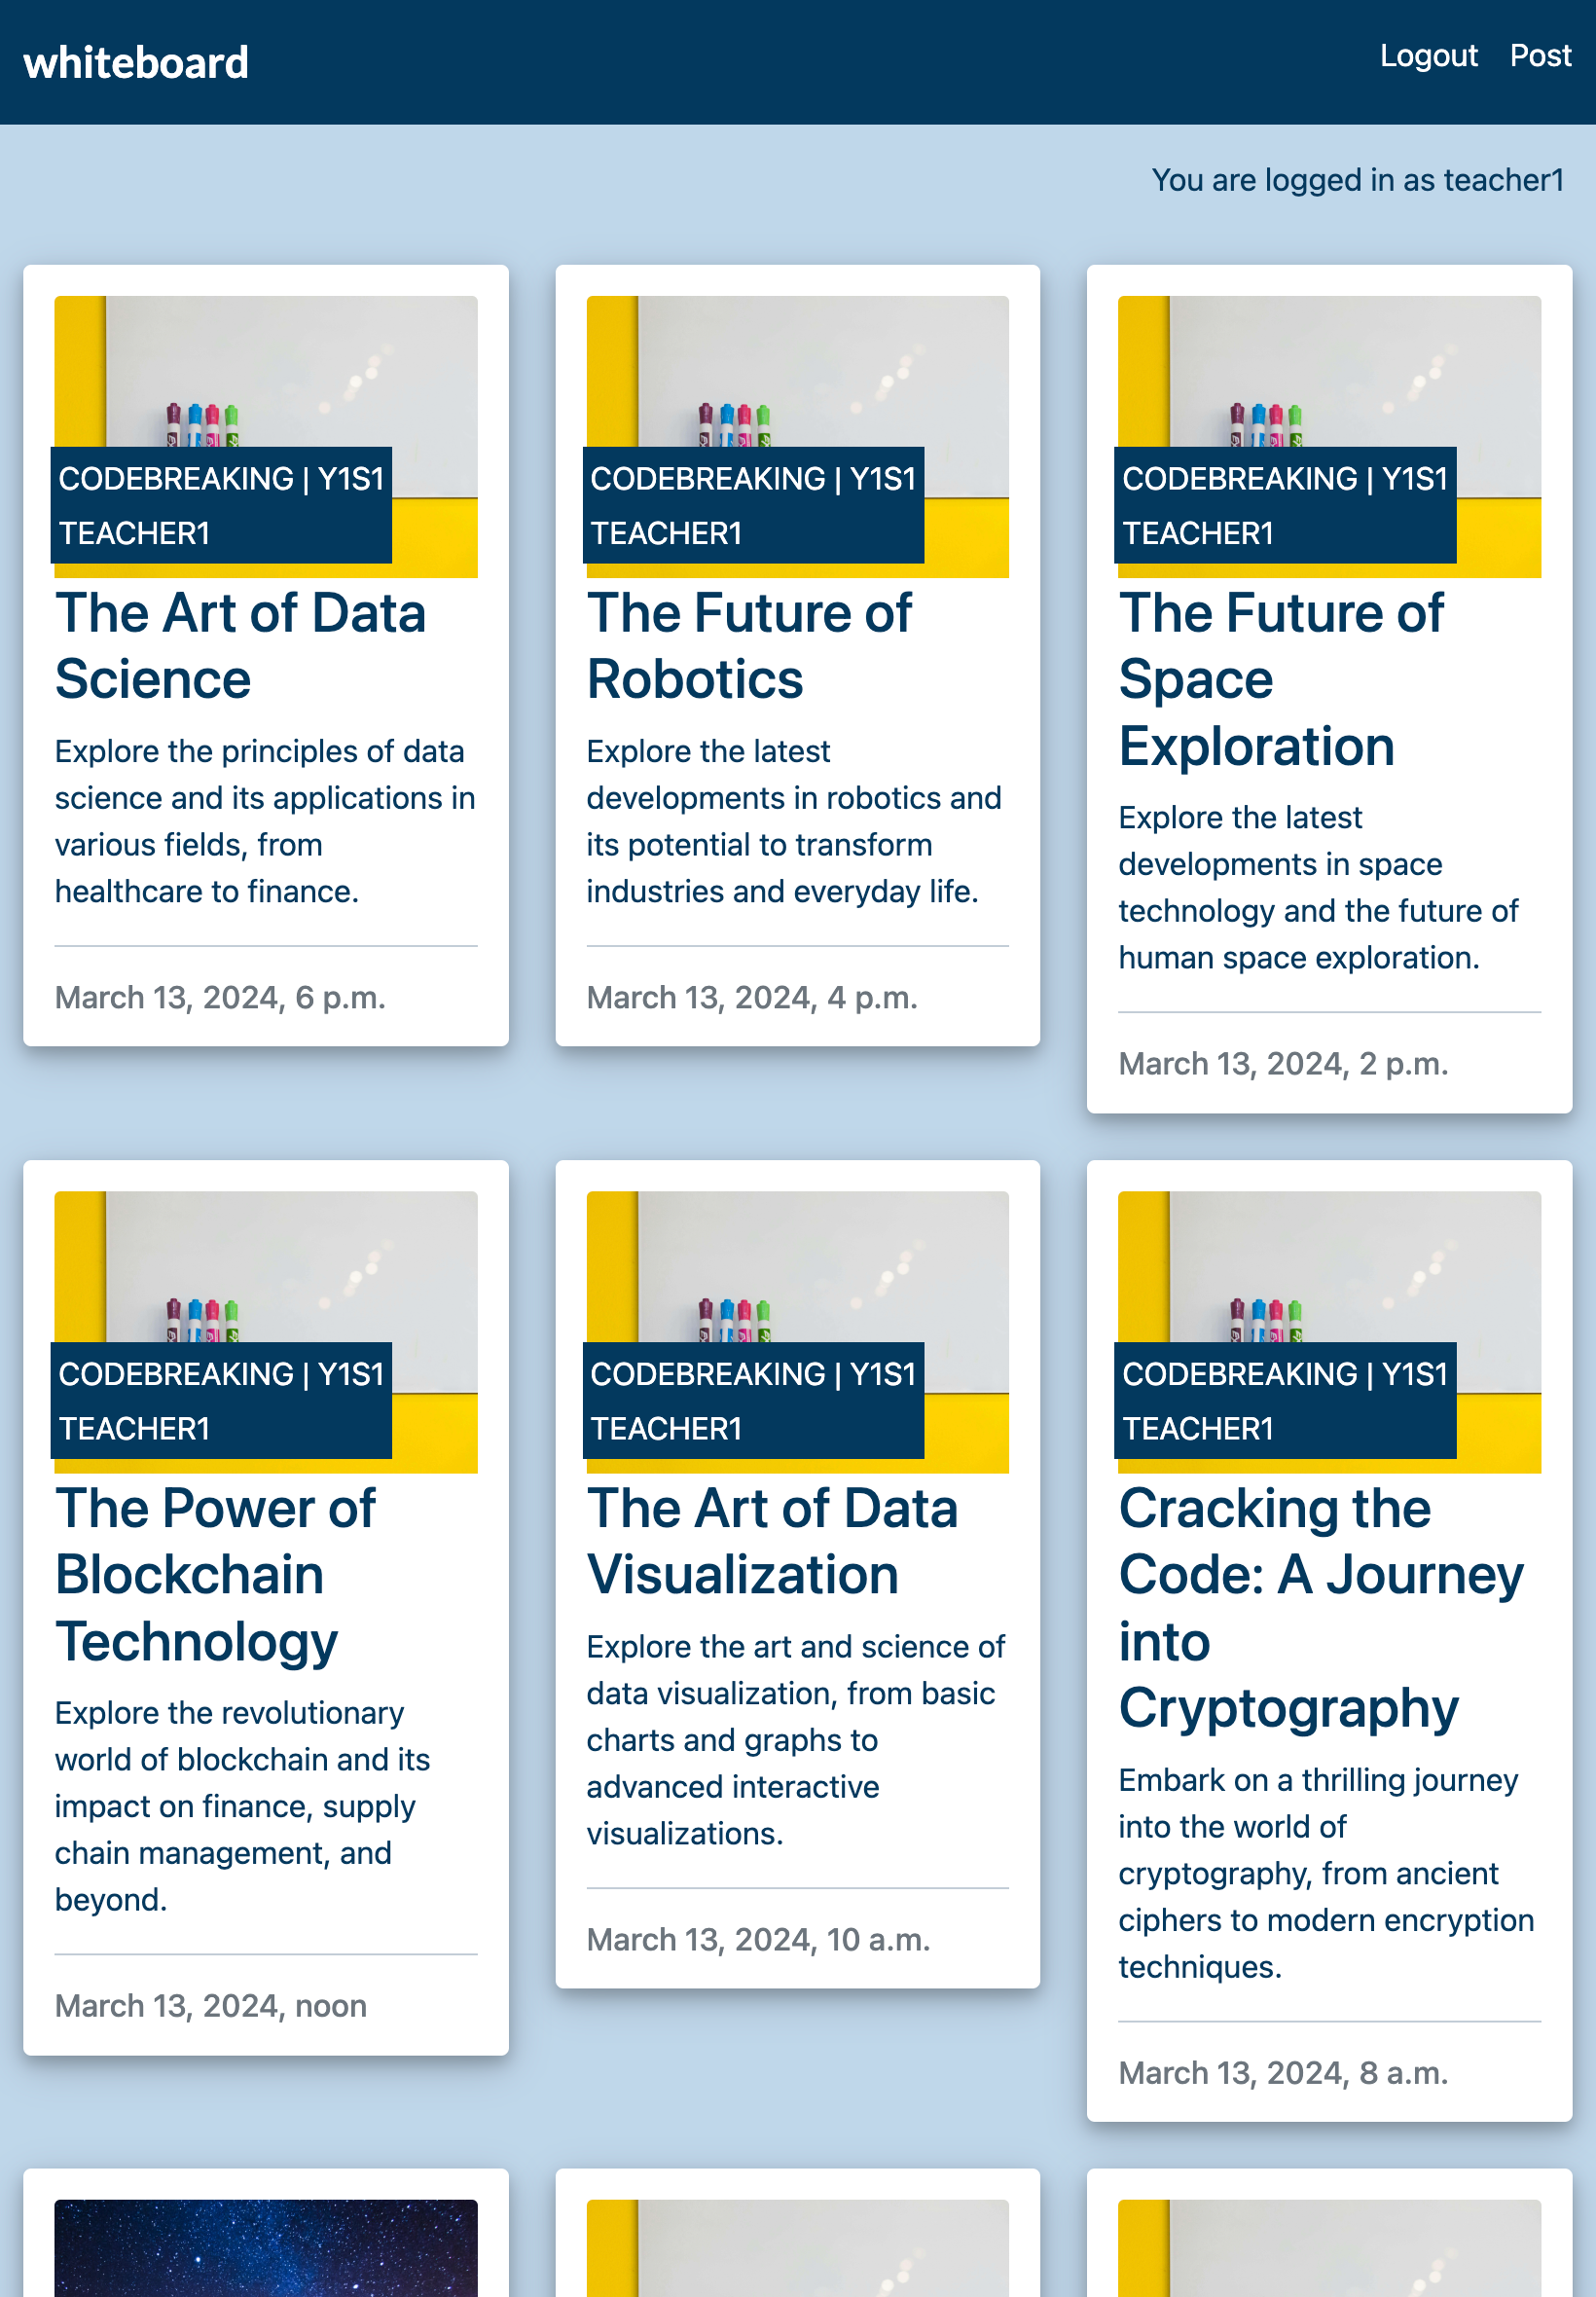 whiteboard
Logout Post
You are logged in as teacher1
CODEBREAKING | Y1S1
TEACHER1
The Art of Data
Science
Explore the principles of data
science and its applications in
various fields, from
healthcare to finance.
March 13, 2024, 6 p.m.
CODEBREAKING | Y1S1
TEACHER1
The Future of
Robotics
Explore the latest
developments in robotics and
its potential to transform
industries and everyday life.
March 13, 2024, 4 p.m.
CODEBREAKING | Y1S1
TEACHER1
The Future of
Space
Exploration
Explore the latest
developments in space
technology and the future of
human space exploration.
March 13, 2024, 2 p.m.
CODEBREAKING | Y1S1
TEACHER1
The Power of
Blockchain
Technology
Explore the revolutionary
world of blockchain and its
impact on finance, supply
chain management, and
beyond.
March 13, 2024, noon
CODEBREAKING | Y1S1
TEACHER1
The Art of Data
Visualization
Explore the art and science of
data visualization, from basic
charts and graphs to
advanced interactive
visualizations.
March 13, 2024, 10 a.m.
CODEBREAKING | Y1S1
TEACHER1
Cracking the
Code: A Journey
into
Cryptography
Embark on a thrilling journey
into the world of
cryptography, from ancient
ciphers to modern encryption
techniques.
March 13, 2024, 8 a.m.